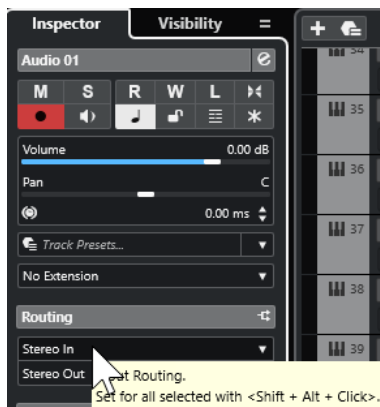 Inspector
Visibility
Audio 01
M S R W L
34
35
36
37
38
39
Volume 0.00 dB
Pan C
0.00 ms
Track Presets...
No Extension
Routing
Stereo In
Stereo Out
Routing.
Set for all selected with <Shift + Alt + Click>.